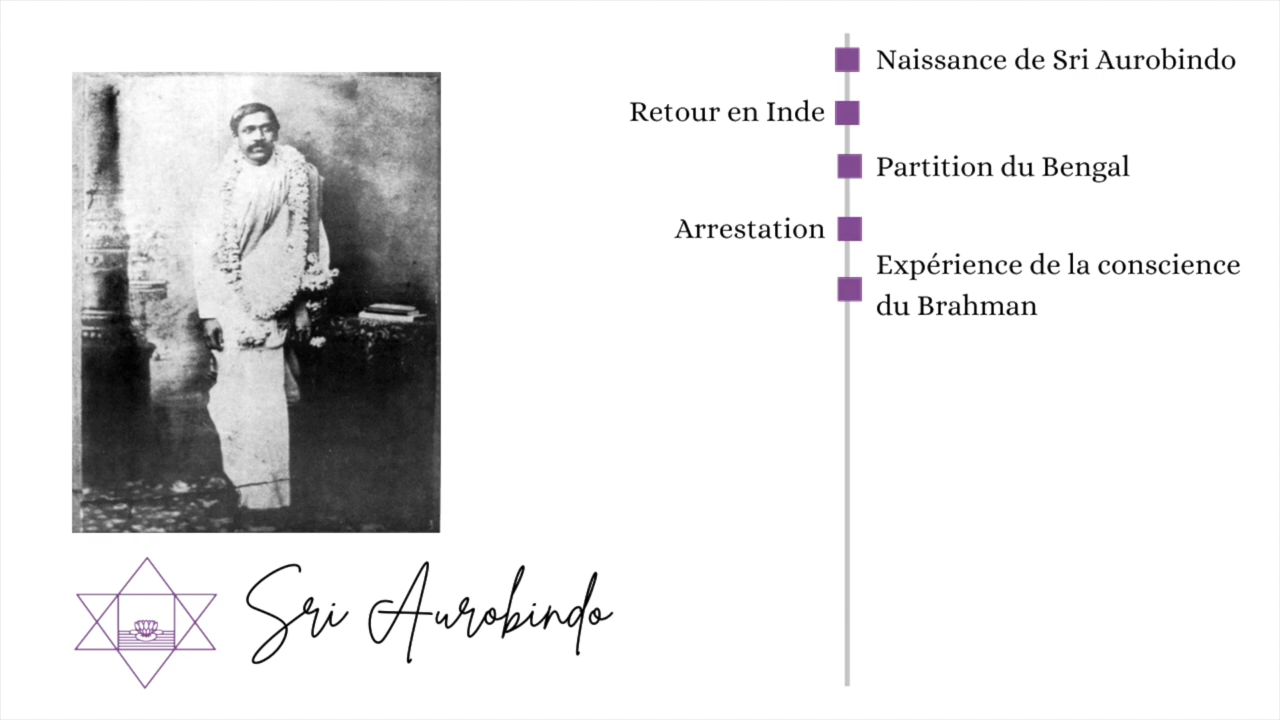 Naissance de Sri Aurobindo
Retour en Inde
Partition du Bengal
Arrestation
Expérience de la conscience
du Brahman
Sri Aurobindo